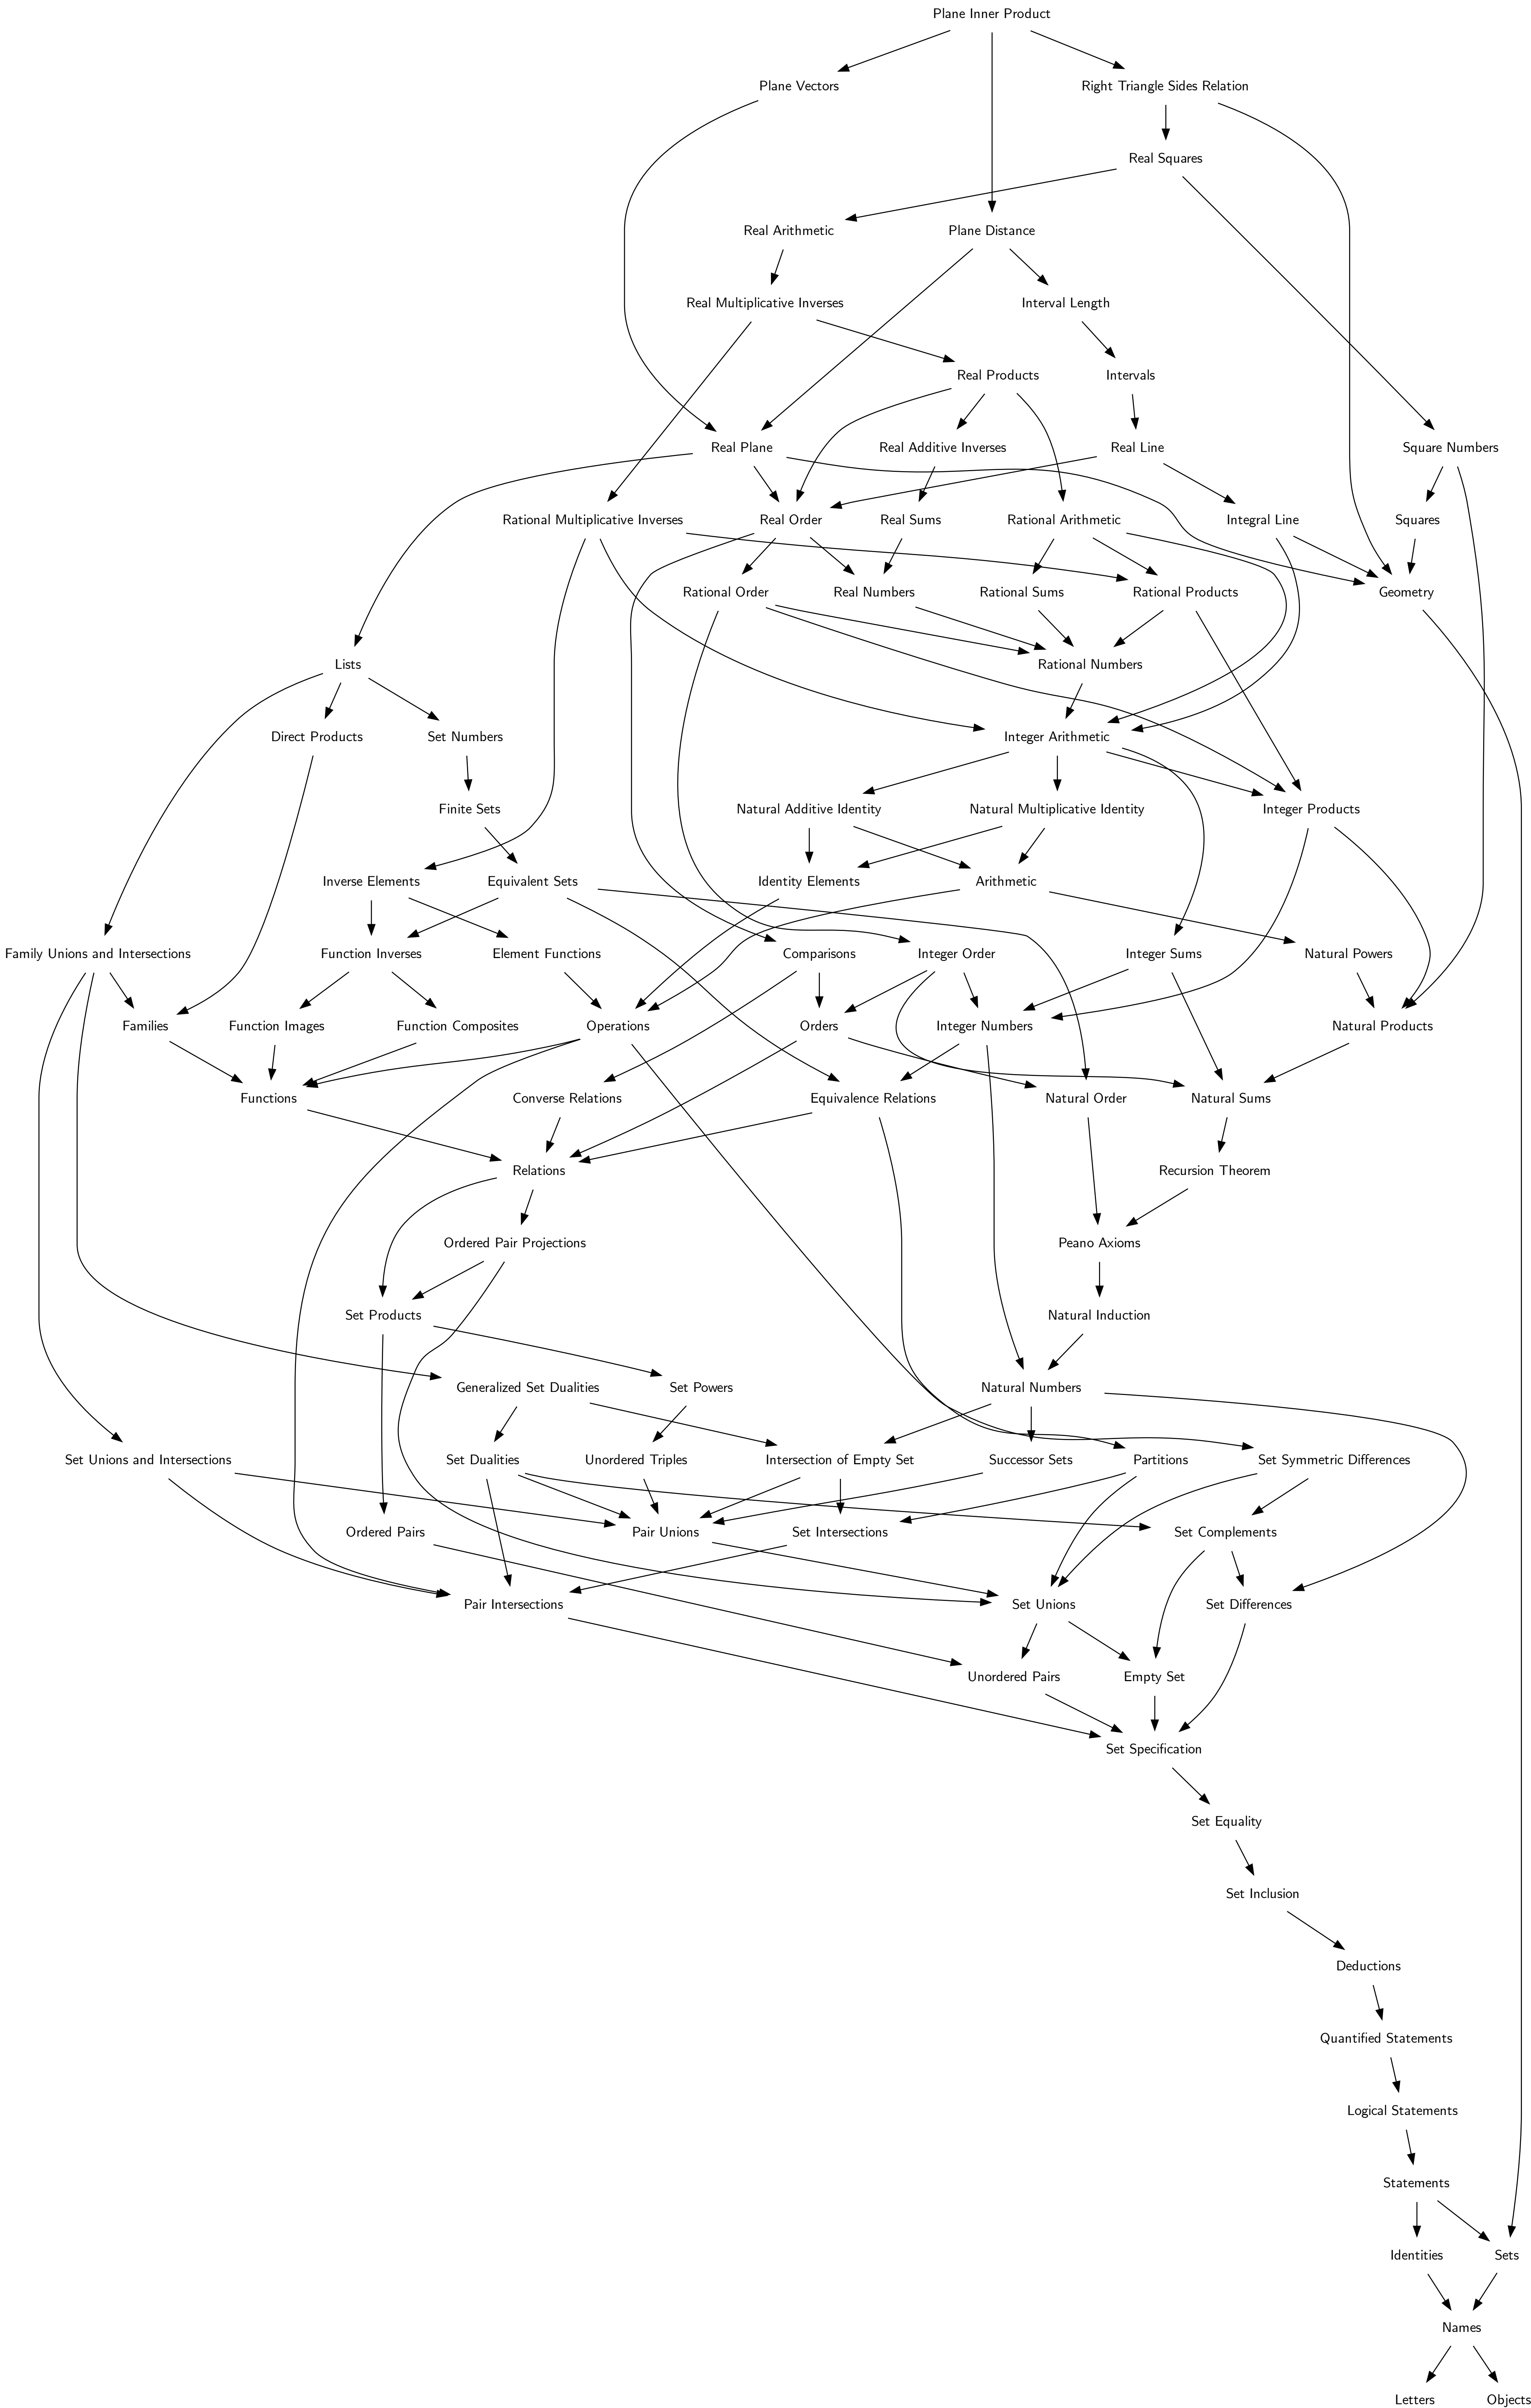 Plane Inner Product
Plane Vectors
Right Triangle Sides Relation
Real Squares
Real Arithmetic
Plane Distance
Real Multiplicative Inverses
Interval Length
Real Products
Intervals
Real Plane
Real Additive Inverses
Real Line
Square Numbers
Rational Multiplicative Inverses
Real Order
Real Sums
Rational Arithmetic
Integral Line
Squares
Rational Order
Real Numbers
Rational Sums
Rational Products
Geometry
Lists
Rational Numbers
Direct Products
Set Numbers
Integer Arithmetic
Finite Sets
Natural Additive Identity
Natural Multiplicative Identity
Integer Products
Inverse Elements
Equivalent Sets
Identity Elements
Arithmetic
Family Unions and Intersections
Function Inverses
Element Functions
Comparisons
Integer Order
Integer Sums
Natural Powers
Families
Function Images
Function Composites
Operations
Orders
Integer Numbers
Natural Products
Functions
Converse Relations
Equivalence Relations
Natural Order
Natural Sums
Relations
Recursion Theorem
Ordered Pair Projections
Peano Axioms
Set Products
Natural Induction
Generalized Set Dualities
Set Powers
Natural Numbers
Set Unions and Intersections
Set Dualities
Unordered Triples
Intersection of Empty Set
Successor Sets
Partitions
Set Symmetric Differences
Ordered Pairs
Pair Unions
Set Intersections
Set Complements
Pair Intersections
Set Unions
Set Differences
Unordered Pairs
Empty Set
Set Specification
Set Equality
Set Inclusion
Deductions
Quantified Statements
Logical Statements
Statements
Identities
Sets
Names
Letters
Objects